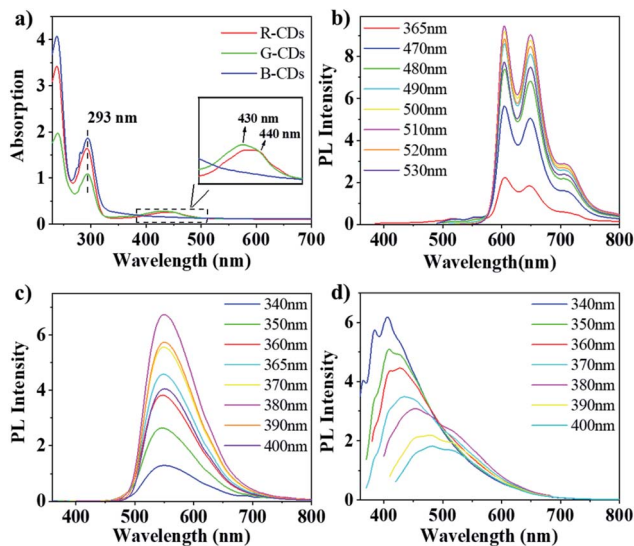 a)
R-CDs
G-CDs
B-CDs
293 nm
430 nm
440 nm
Absorption
4
3
2
1
0
300 400 500 600 700
Wavelength (nm)
b)
365nm
470nm
480nm
490nm
500nm
510nm
520nm
530nm
PL Intensity
8
6
4
2
0
400 500 600 700 800
Wavelength(nm)
c)
340nm
350nm
360nm
365nm
370nm
380nm
390nm
400nm
PL Intensity
6
4
2
0
400 500 600 700 800
Wavelength (nm)
d)
340nm
350nm
360nm
370nm
380nm
390nm
400nm
PL Intensity
6
4
2
0
400 500 600 700 800
Wavelength (nm)